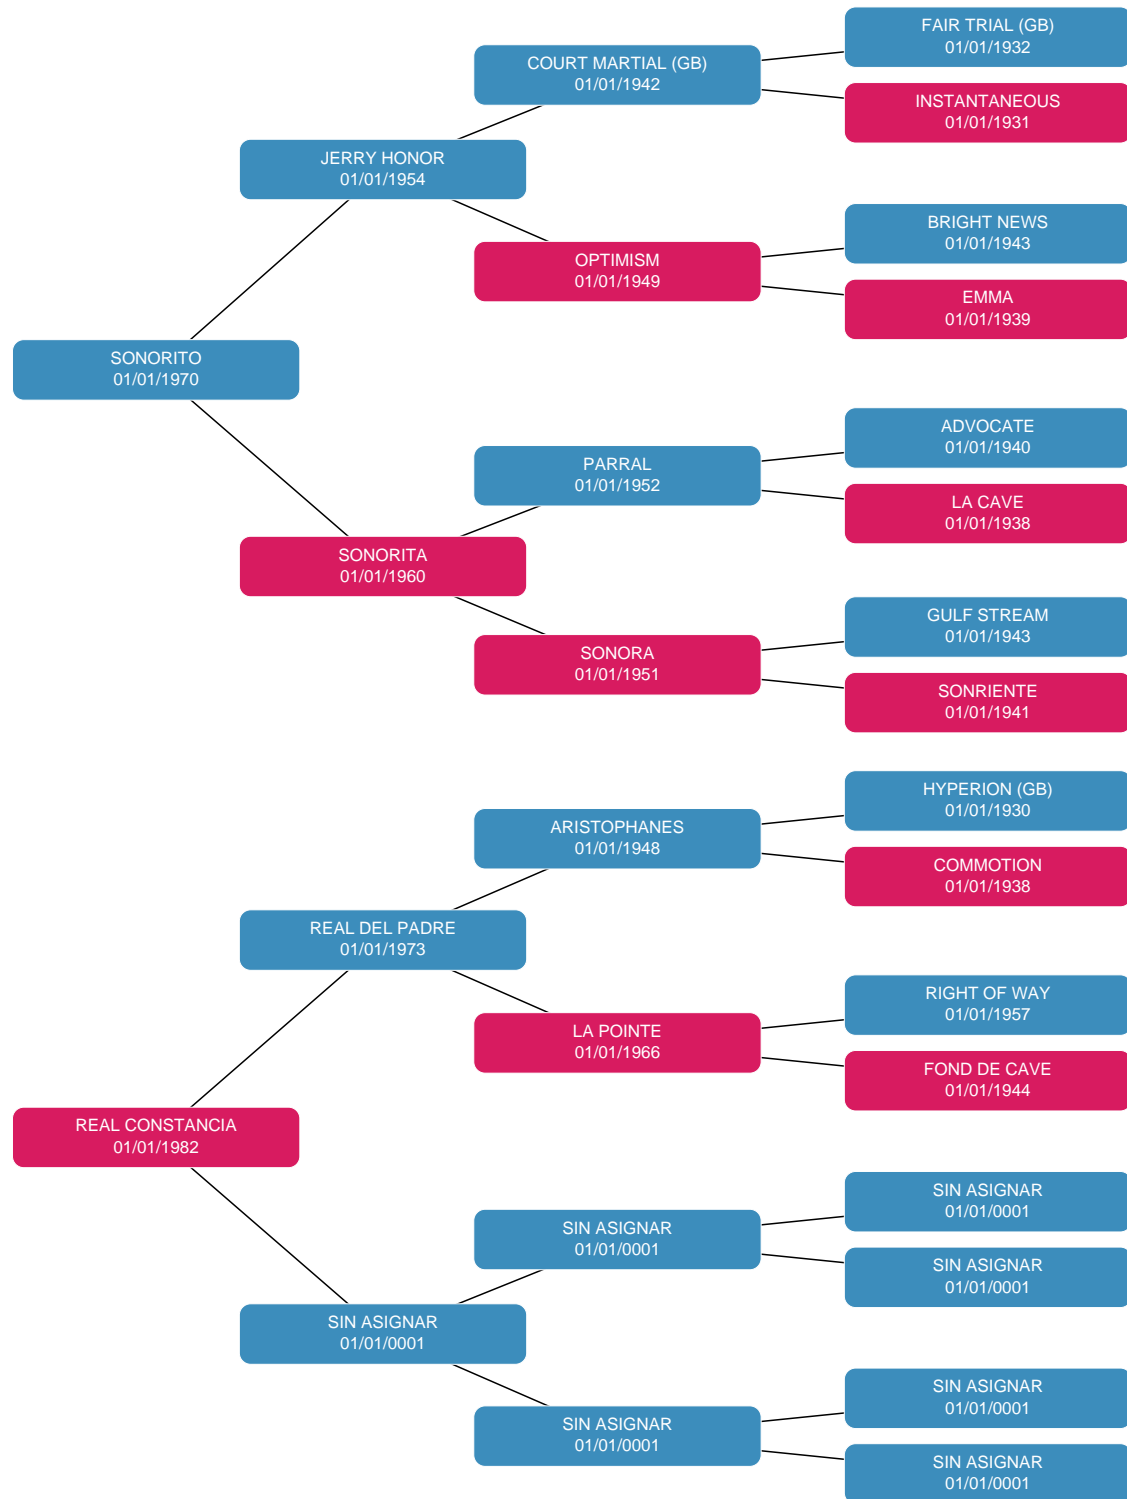 FAIR TRIAL (GB)
01/01/1932
COURT MARTIAL (GB)
01/01/1942
INSTANTANEOUS
01/01/1931
JERRY HONOR
01/01/1954
BRIGHT NEWS
01/01/1943
OPTIMISM
01/01/1949
EMMA
01/01/1939
SONORITO
01/01/1970
ADVOCATE
01/01/1940
PARRAL
01/01/1952
LA CAVE
01/01/1938
SONORITA
01/01/1960
GULF STREAM
01/01/1943
SONORA
01/01/1951
SONRIENTE
01/01/1941
HYPERION (GB)
01/01/1930
ARISTOPHANES
01/01/1948
COMMOTION
01/01/1938
REAL DEL PADRE
01/01/1973
RIGHT OF WAY
01/01/1957
LA POINTE
01/01/1966
FOND DE CAVE
01/01/1944
REAL CONSTANCIA
01/01/1982
SIN ASIGNAR
01/01/0001
SIN ASIGNAR
01/01/0001
SIN ASIGNAR
01/01/0001
SIN ASIGNAR
01/01/0001
SIN ASIGNAR
01/01/0001
SIN ASIGNAR
01/01/0001
SIN ASIGNAR
01/01/0001